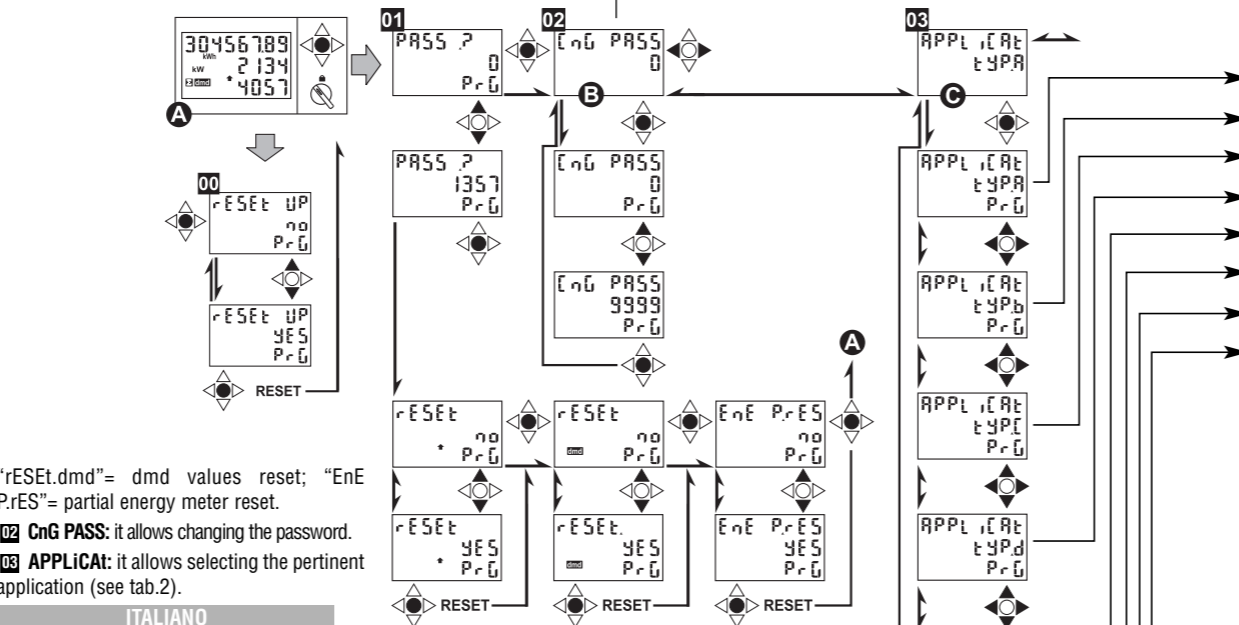 304567.89
kWh
kW
2134
Σ dmd
4057
A
00
rESEt UP
no
PrG
rESEt UP
YES
PrG
RESET
01
PASS ?
0
PrG
PASS ?
1357
PrG
02
CnG PASS
0
B
CnG PASS
0
PrG
CnG PASS
9999
PrG
rESEt
no
PrG
rESEt
YES
PrG
RESET
rESEt
no
dmd
PrG
rESEt.
YES
dmd
PrG
RESET
EnE P.rES
no
PrG
EnE P.rES
YES
PrG
RESET
A
03
APPLiCAt
tYP.A
C
APPLiCAt
tYP.A
PrG
APPLiCAt
tYP.b
PrG
APPLiCAt
tYP.C
PrG
APPLiCAt
tYP.d
PrG
“rESEt.dmd”= dmd values reset; “EnE
P.rES”= partial energy meter reset.
02 CnG PASS: it allows changing the password.
03 APPLiCAt: it allows selecting the pertinent
application (see tab.2).
ITALIANO